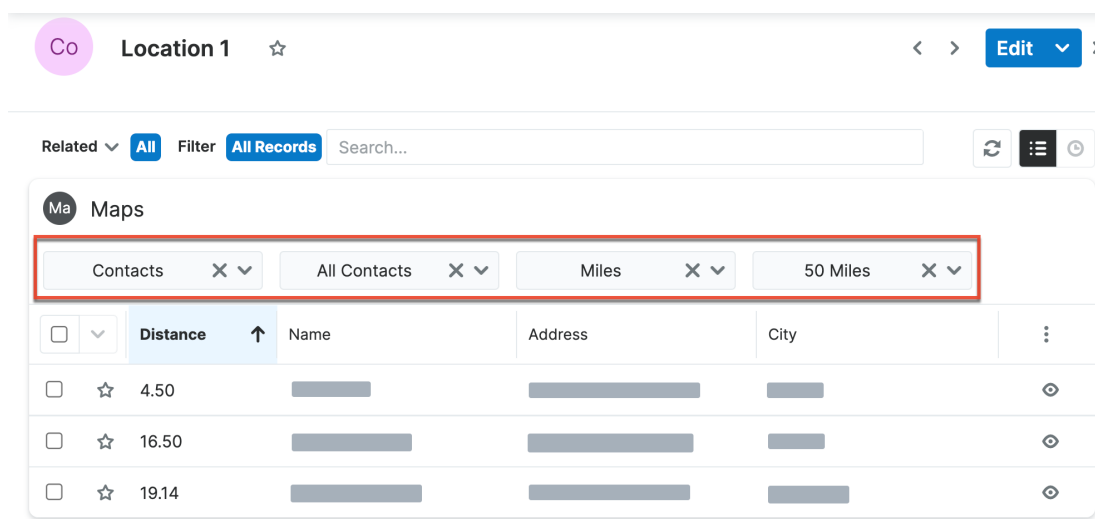 Co Location 1 Edit
Related All Filter All Records Search...
Ma Maps
Contacts All Contacts Miles 50 Miles
Distance Name Address City
4.50
16.50
19.14